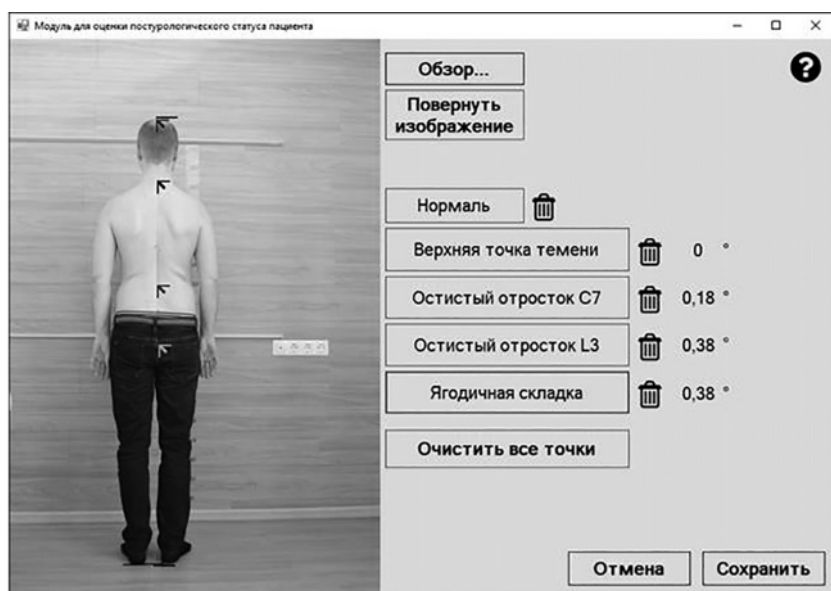 Модуль для оценки постурологического статуса пациента
Обзор...
Повернуть
изображение
?
Нормаль
Верхняя точка темени 0 °
Остистый отросток C7 0,18 °
Остистый отросток L3 0,38 °
Ягодичная складка 0,38 °
Очистить все точки
Отмена Сохранить